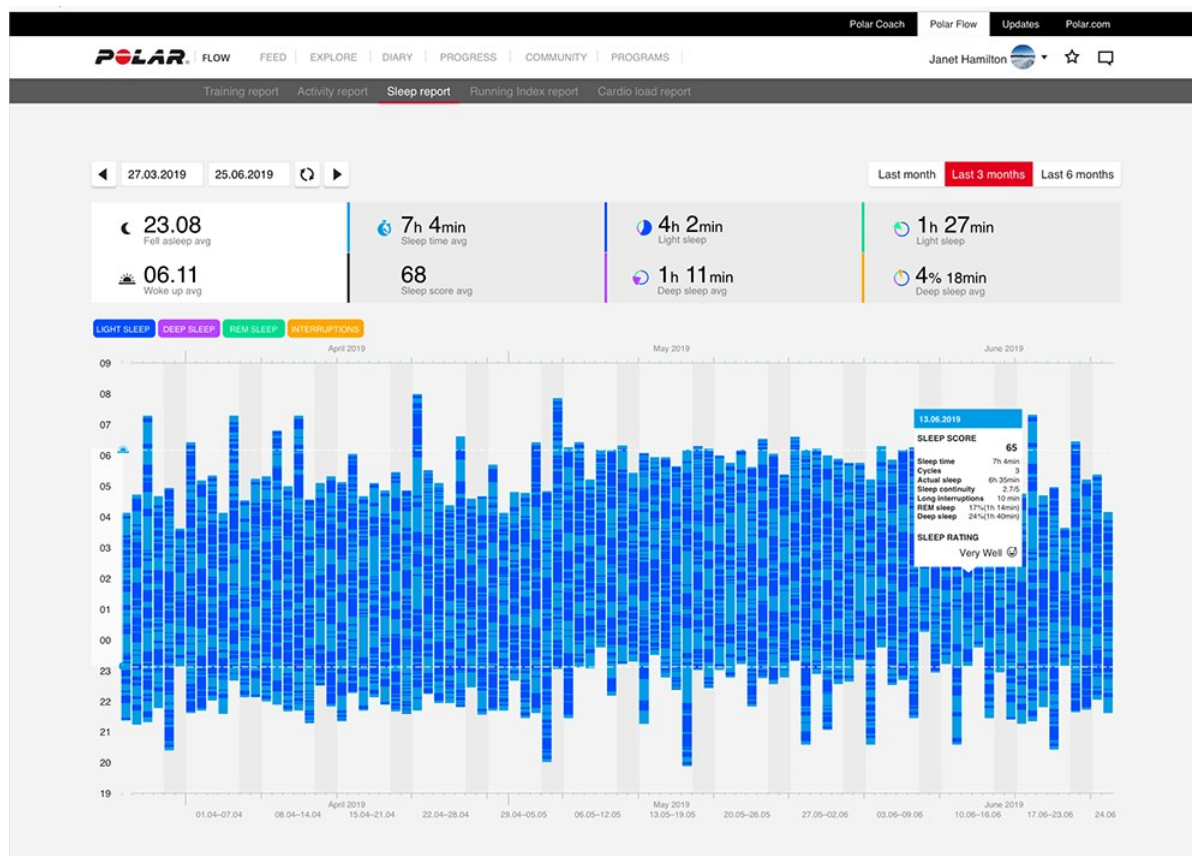 Polar Coach Polar Flow Updates Polar.com
POLAR. FLOW FEED EXPLORE DIARY PROGRESS COMMUNITY PROGRAMS Janet Hamilton
Training report Activity report Sleep report Running Index report Cardio load report
27.03.2019 25.06.2019 Last month Last 3 months Last 6 months
23.08 7h 4min 4h 2min 1h 27min
Fell asleep avg Sleep time avg Light sleep Light sleep
06.11 68 1h 11min 4% 18min
Woke up avg Sleep score avg Deep sleep avg Deep sleep avg
LIGHT SLEEP DEEP SLEEP REM SLEEP INTERRUPTIONS
April 2019 May 2019 June 2019
09
08
07
06
05
04
03
02
01
00
23
22
21
20
19
13.06.2019
SLEEP SCORE
65
Sleep time 7h 4min
Cycles 3
Actual sleep 6h 35min
Sleep continuity 2.7/5
Long interruptions 10 min
REM sleep 17%(1h 14min)
Deep sleep 24%(1h 40min)
SLEEP RATING
Very Well
April 2019 May 2019 June 2019
01.04–07.04 08.04–14.04 15.04–21.04 22.04–28.04 29.04–05.05 06.05–12.05 13.05–19.05 20.05–26.05 27.05–02.06 03.06–09.06 10.06–16.06 17.06–23.06 24.06